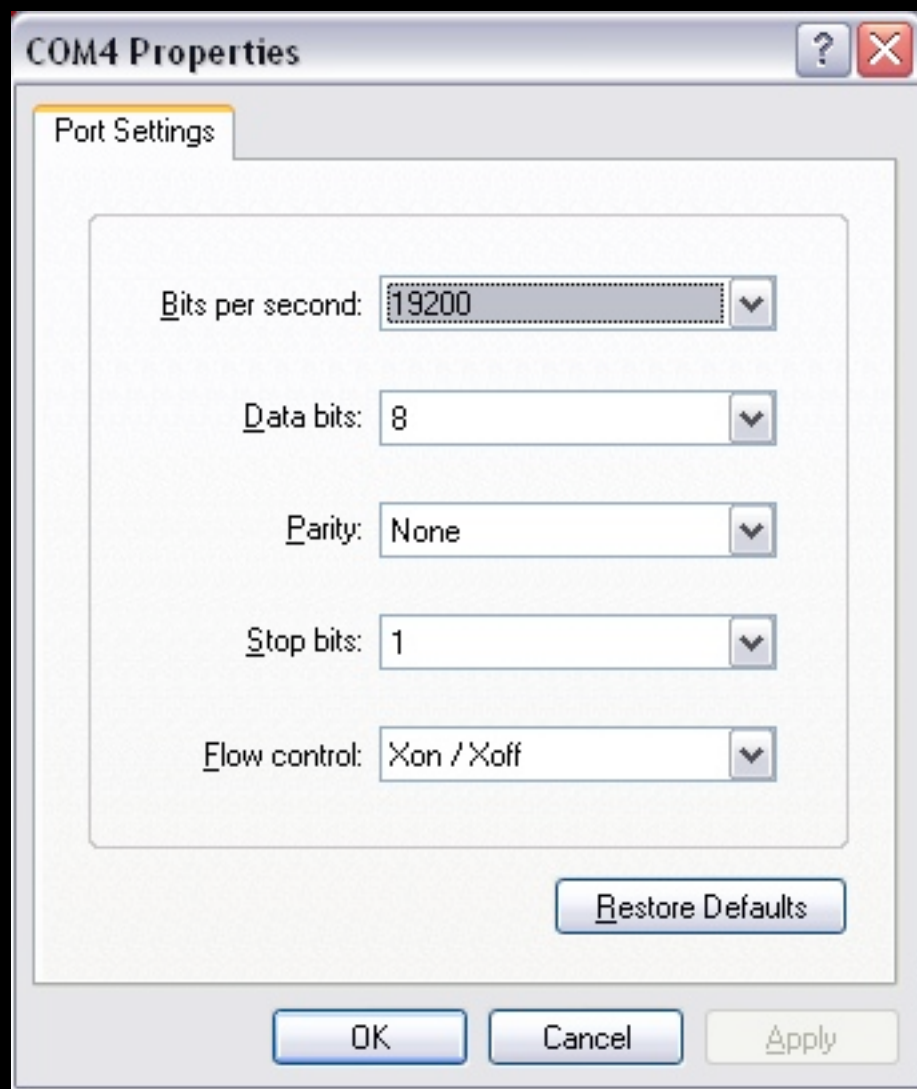 COM4 Properties
?
Port Settings
Bits per second: 19200
Data bits: 8
Parity: None
Stop bits: 1
Flow control: Xon / Xoff
Restore Defaults
OK Cancel Apply